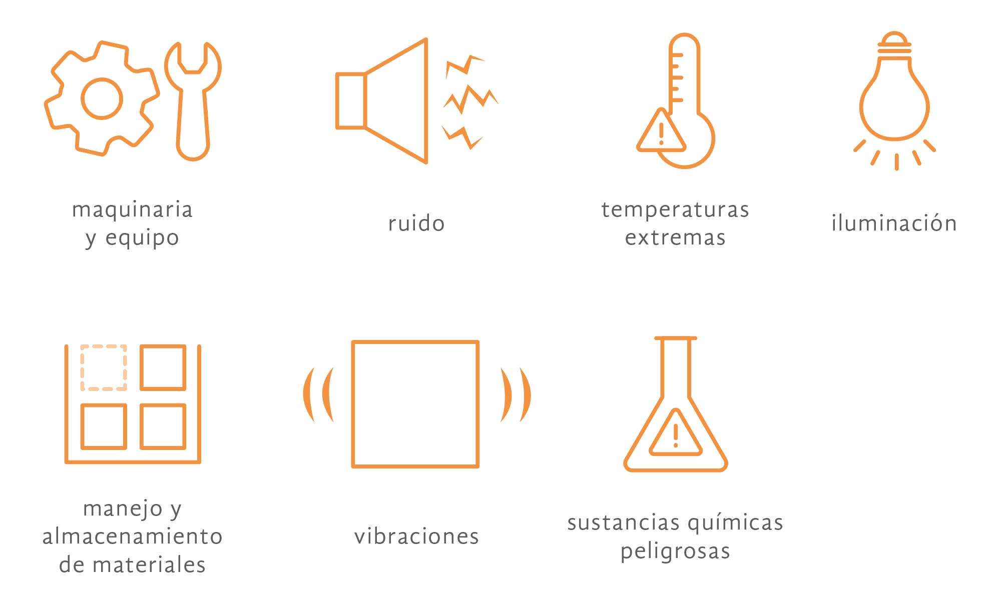 maquinaria
y equipo
ruido
temperaturas
extremas
iluminación
manejo y
almacenamiento
de materiales
vibraciones
sustancias químicas
peligrosas